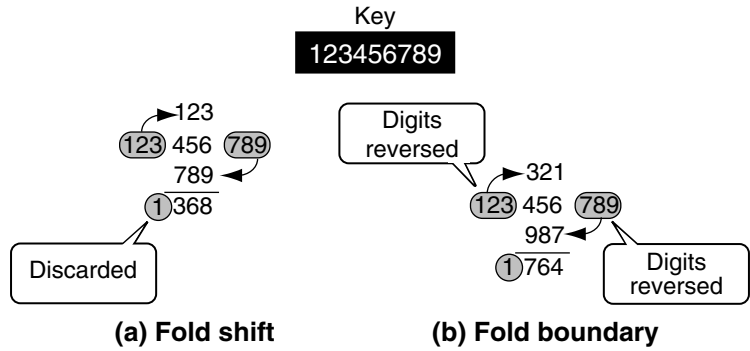 Key
123456789
123
123 456 789
789
1 368
Discarded
(a) Fold shift
Digits
reversed
321
123 456 789
987
1 764
Digits
reversed
(b) Fold boundary